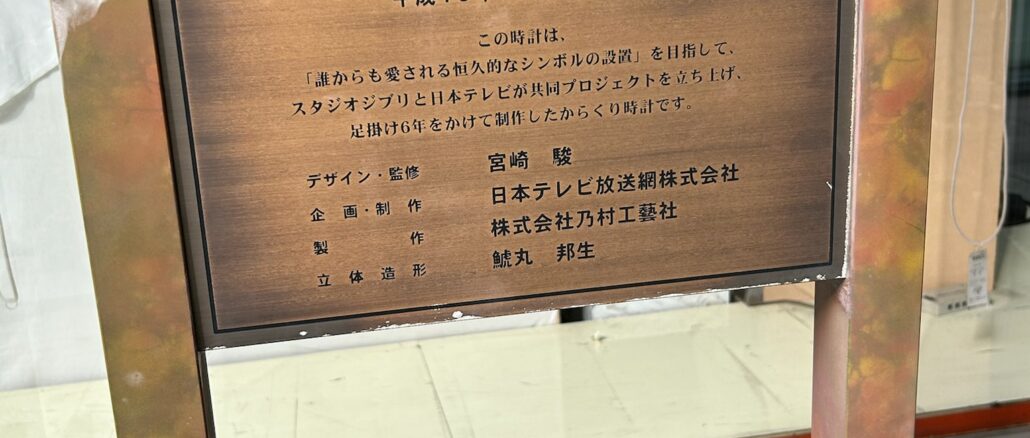 この時計は、
「誰からも愛される恒久的なシンボルの設置」を目指して、
スタジオジブリと日本テレビが共同プロジェクトを立ち上げ、
足掛け6年をかけて制作したからくり時計です。
デザイン・監修　宮崎　駿
企画・制作　日本テレビ放送網株式会社
製作　株式会社乃村工藝社
立体造形　鯱丸　邦生